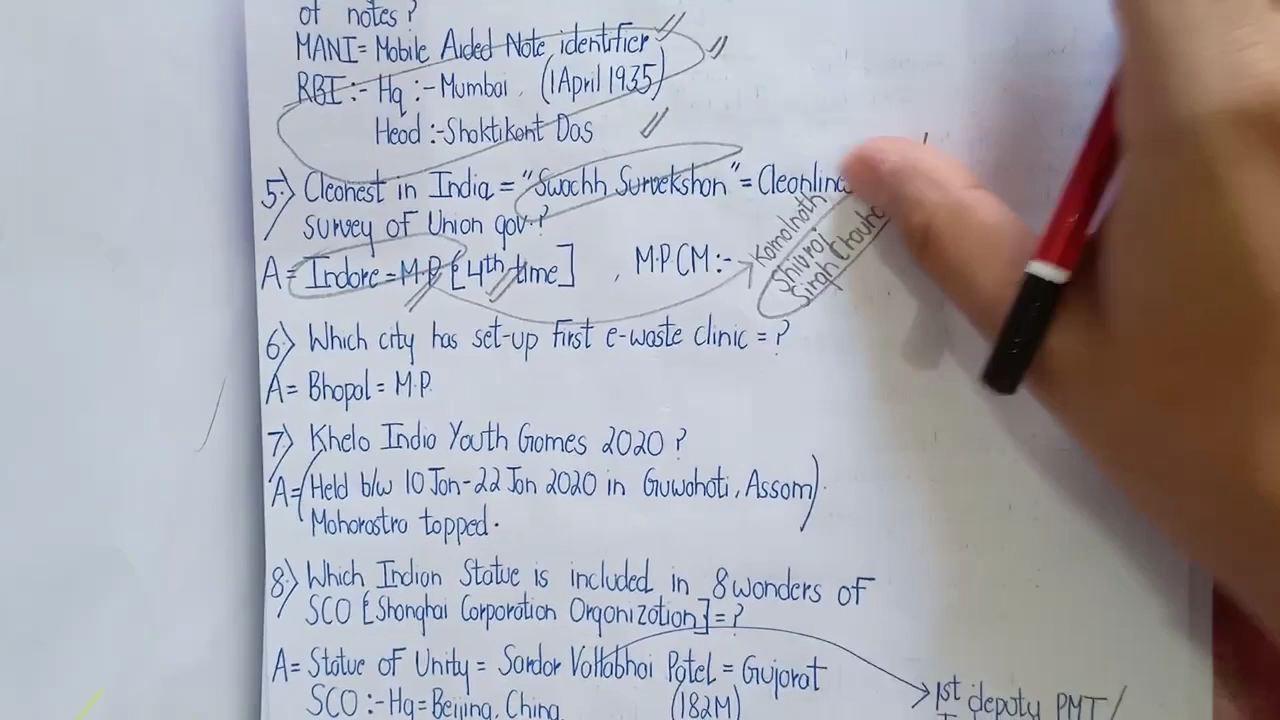 of notes?
MANI= Mobile Aided Note identifier
RBI :- Hq :- Mumbai , (1 April 1935)
Head :- Shaktikant Das
5) Cleanest in India = "Swachh Survekshan" = Cleanline
survey of Union gov.?
A= Indore = M.P [4th time] , M.P CM :-
Kamalnath
Shivraj
Singh Chouha
6) Which city has set-up first e-waste clinic = ?
A= Bhopal = M.P.
7) Khelo India Youth Games 2020 ?
A= (Held b/w 10 Jan-22 Jan 2020 in Guwahati, Assam)
Maharastra topped.
8) Which Indian Statue is included in 8 wonders of
SCO [Shanghai Corporation Organization] = ?
A= Statue of Unity = Sardar Vallabhai Patel = Gujarat
SCO :- Hq = Beijing, China (182M)
1st deputy PMT/